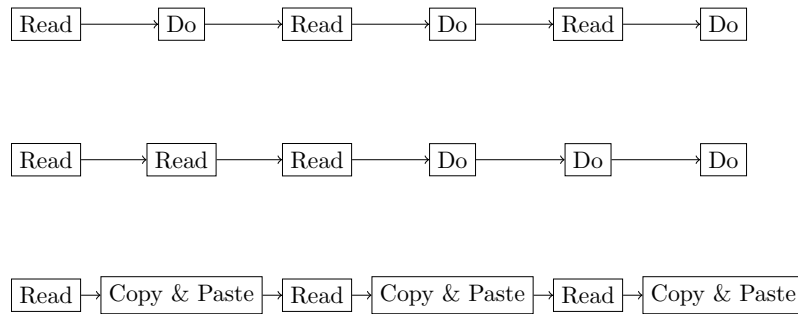 Read Do Read Do Read Do
Read Read Read Do Do Do
Read Copy & Paste Read Copy & Paste Read Copy & Paste